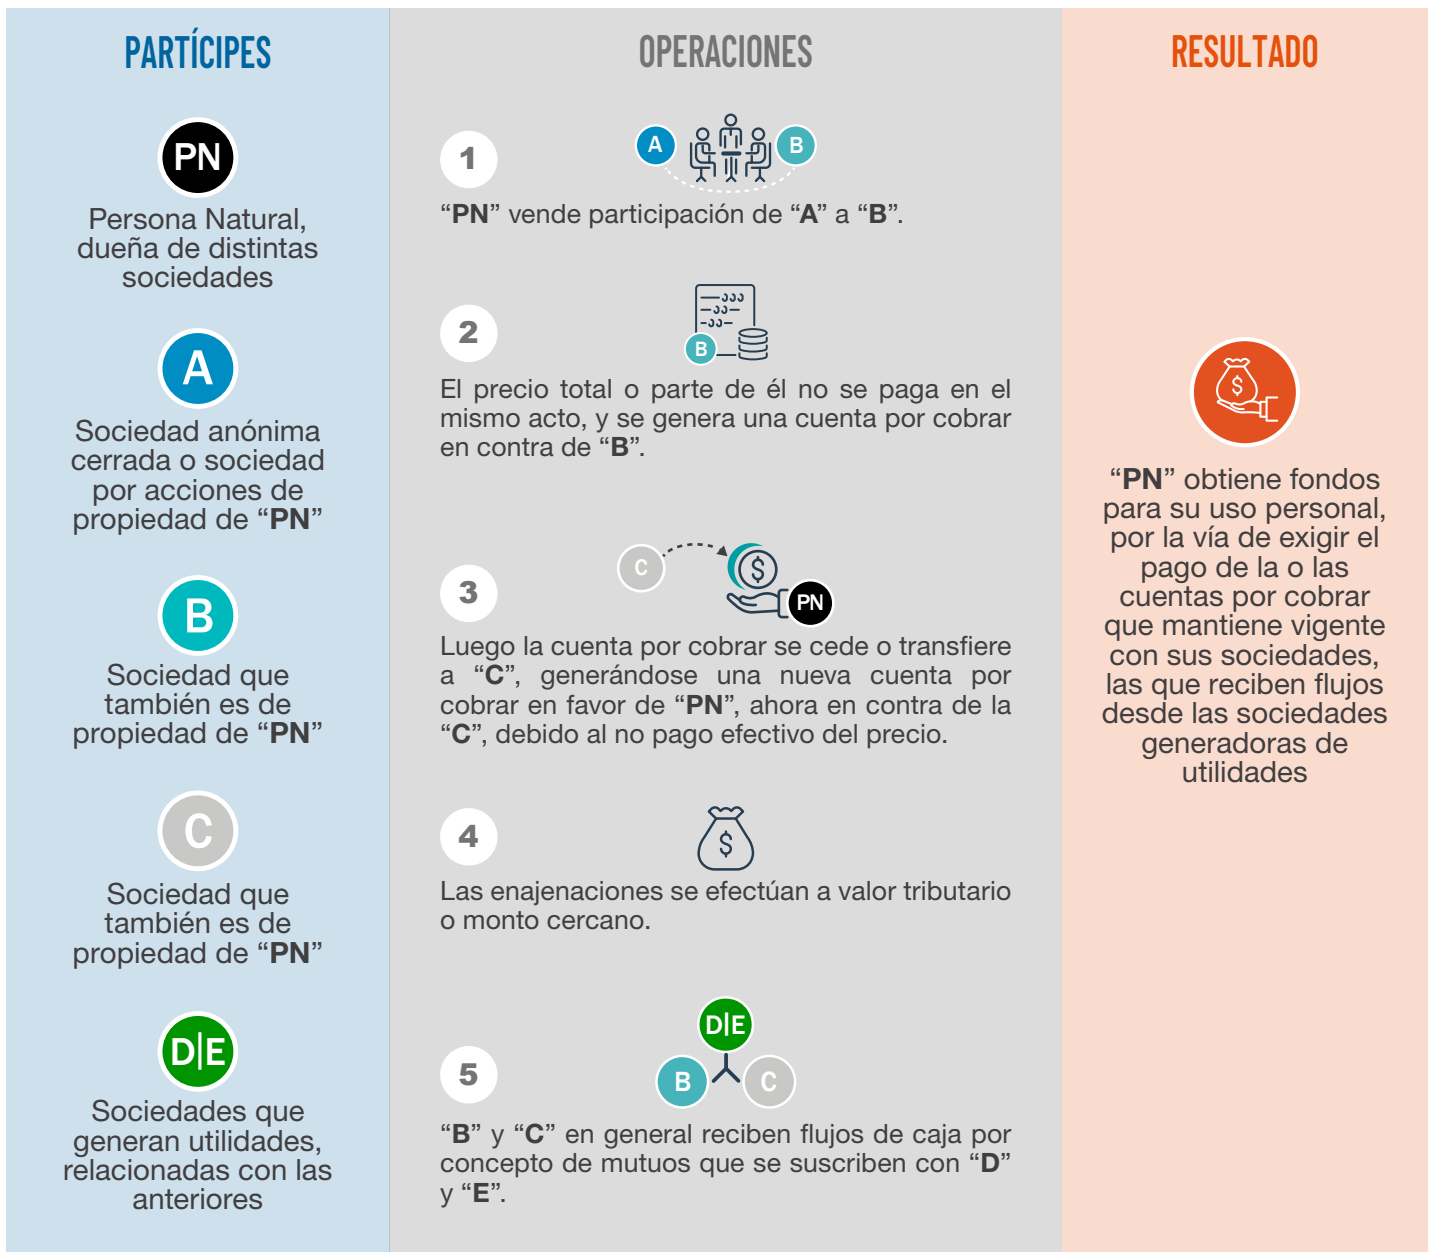 PARTÍCIPES
PN
Persona Natural,
dueña de distintas
sociedades
A
Sociedad anónima
cerrada o sociedad
por acciones de
propiedad de “PN”
B
Sociedad que
también es de
propiedad de “PN”
C
Sociedad que
también es de
propiedad de “PN”
D|E
Sociedades que
generan utilidades,
relacionadas con las
anteriores
OPERACIONES
1
A
B
“PN” vende participación de “A” a “B”.
2
B
El precio total o parte de él no se paga en el
mismo acto, y se genera una cuenta por cobrar
en contra de “B”.
3
C
$
PN
Luego la cuenta por cobrar se cede o transfiere
a “C”, generándose una nueva cuenta por
cobrar en favor de “PN”, ahora en contra de la
“C”, debido al no pago efectivo del precio.
4
$
Las enajenaciones se efectúan a valor tributario
o monto cercano.
5
D|E
B
C
“B” y “C” en general reciben flujos de caja por
concepto de mutuos que se suscriben con “D”
y “E”.
RESULTADO
$
“PN” obtiene fondos
para su uso personal,
por la vía de exigir el
pago de la o las
cuentas por cobrar
que mantiene vigente
con sus sociedades,
las que reciben flujos
desde las sociedades
generadoras de
utilidades